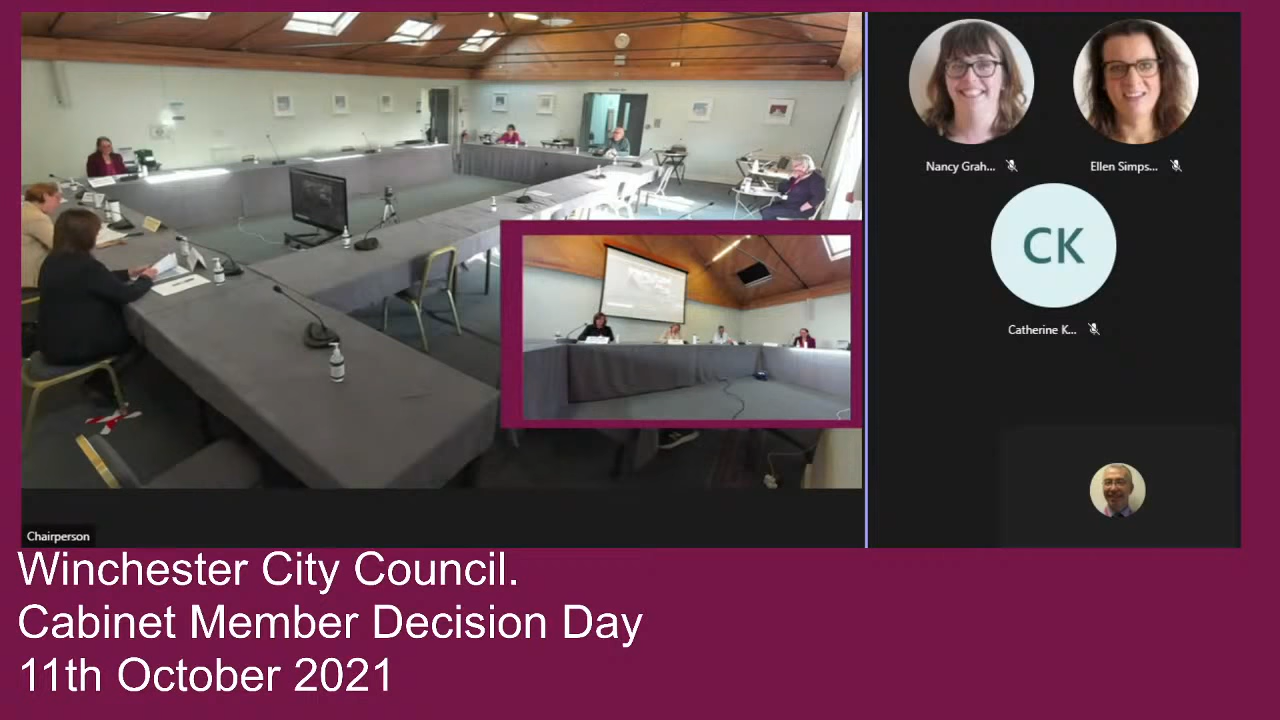 Nancy Grah...
Ellen Simps...
CK
Catherine K...
Chairperson
Winchester City Council.
Cabinet Member Decision Day
11th October 2021